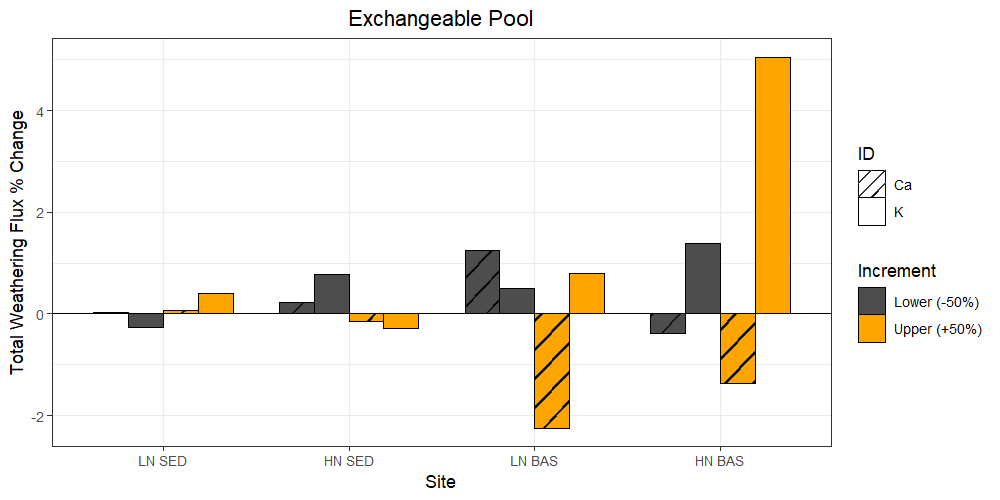 Exchangeable Pool
Total Weathering Flux % Change
4
2
0
-2
LN SED
HN SED
LN BAS
HN BAS
Site
ID
Ca
K
Increment
Lower (-50%)
Upper (+50%)